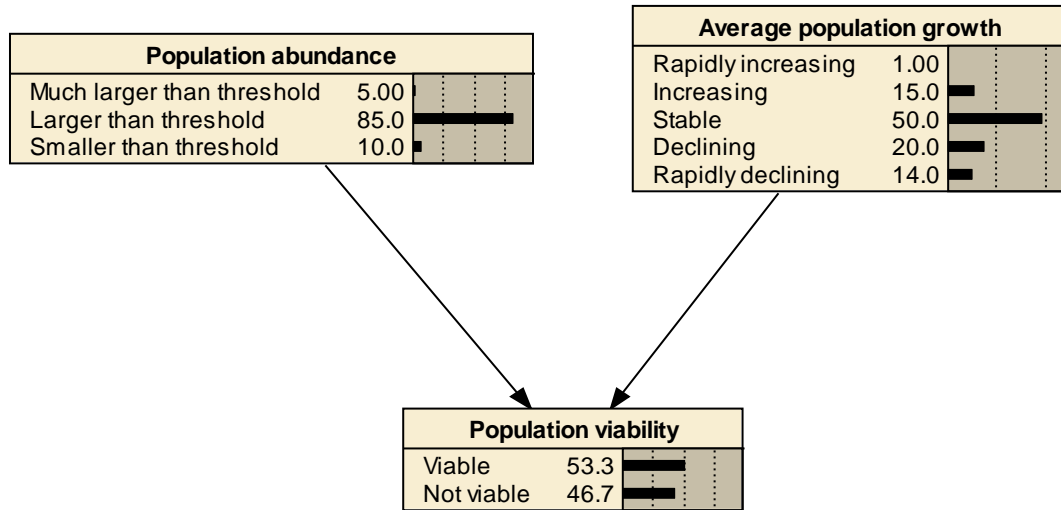 Population abundance
Much larger than threshold 5.00
Larger than threshold 85.0
Smaller than threshold 10.0
Average population growth
Rapidly increasing 1.00
Increasing 15.0
Stable 50.0
Declining 20.0
Rapidly declining 14.0
Population viability
Viable 53.3
Not viable 46.7